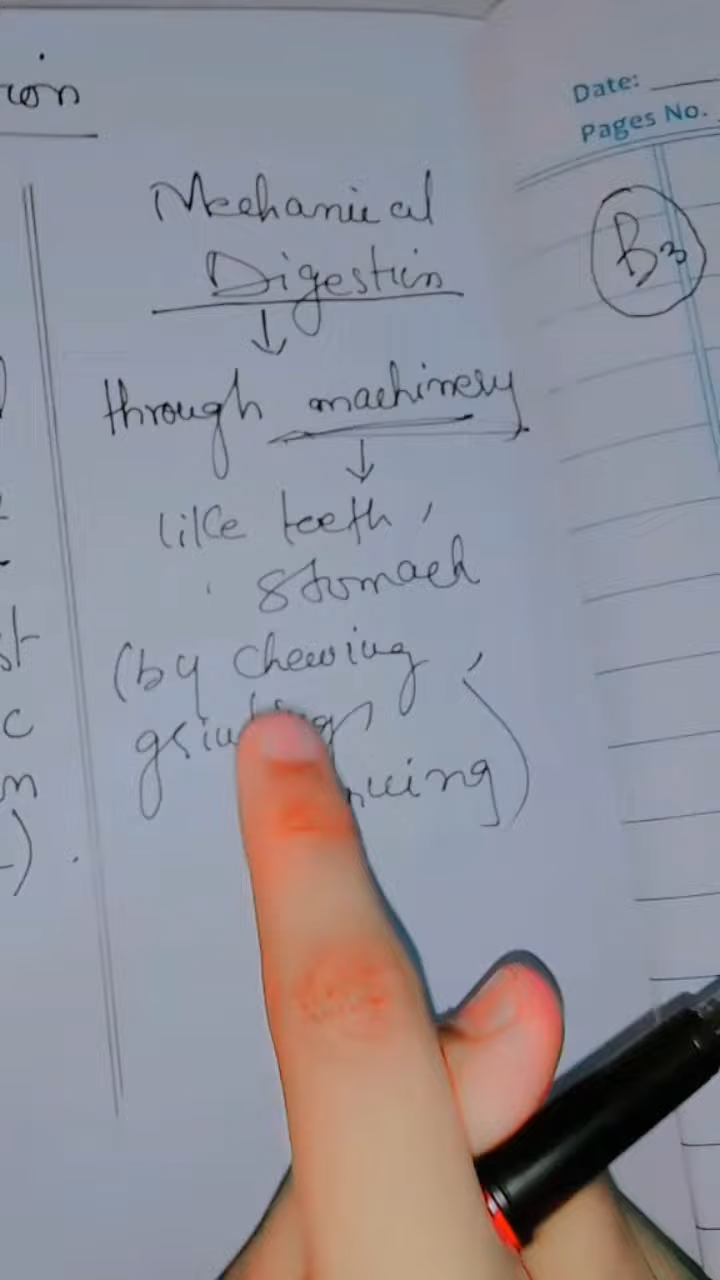 Mechanical
Digestion
↓
through machinery
↓
like teeth,
stomach
(by chewing,
Date:
Pages No.
B3